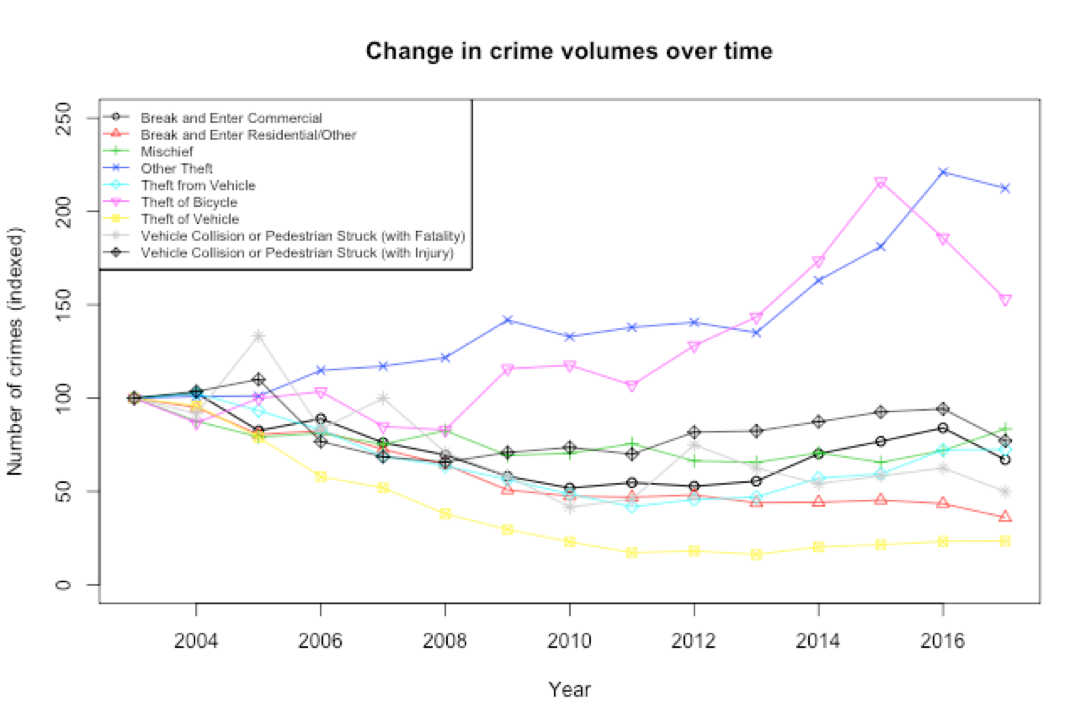 Change in crime volumes over time
Number of crimes (indexed)
250
200
150
100
50
0
Break and Enter Commercial
Break and Enter Residential/Other
Mischief
Other Theft
Theft from Vehicle
Theft of Bicycle
Theft of Vehicle
Vehicle Collision or Pedestrian Struck (with Fatality)
Vehicle Collision or Pedestrian Struck (with Injury)
2004 2006 2008 2010 2012 2014 2016
Year